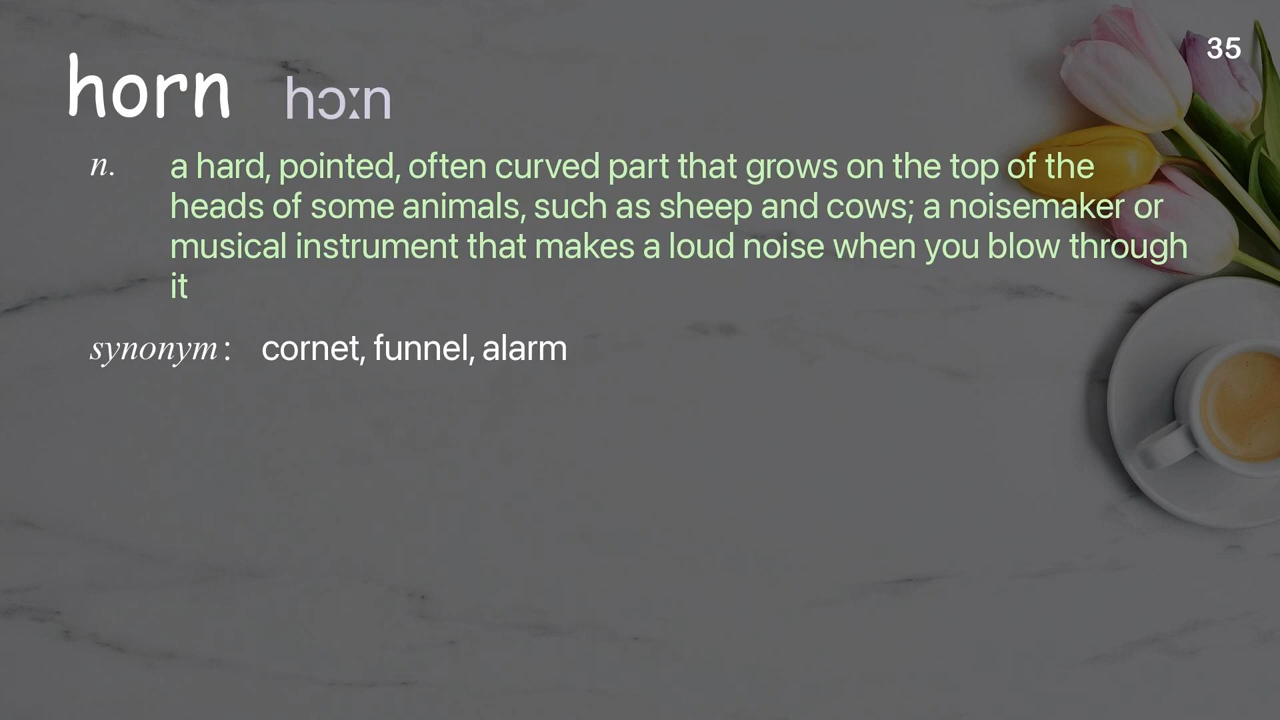 35
horn hɔːn
n. a hard, pointed, often curved part that grows on the top of the
heads of some animals, such as sheep and cows; a noisemaker or
musical instrument that makes a loud noise when you blow through
it
synonym: cornet, funnel, alarm